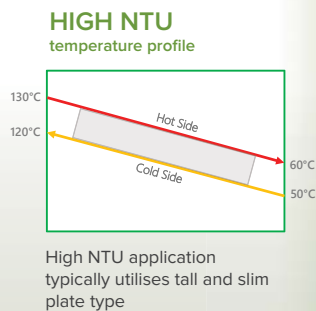 HIGH NTU
temperature profile
130°C
Hot Side
120°C
60°C
Cold Side
50°C
High NTU application
typically utilises tall and slim
plate type